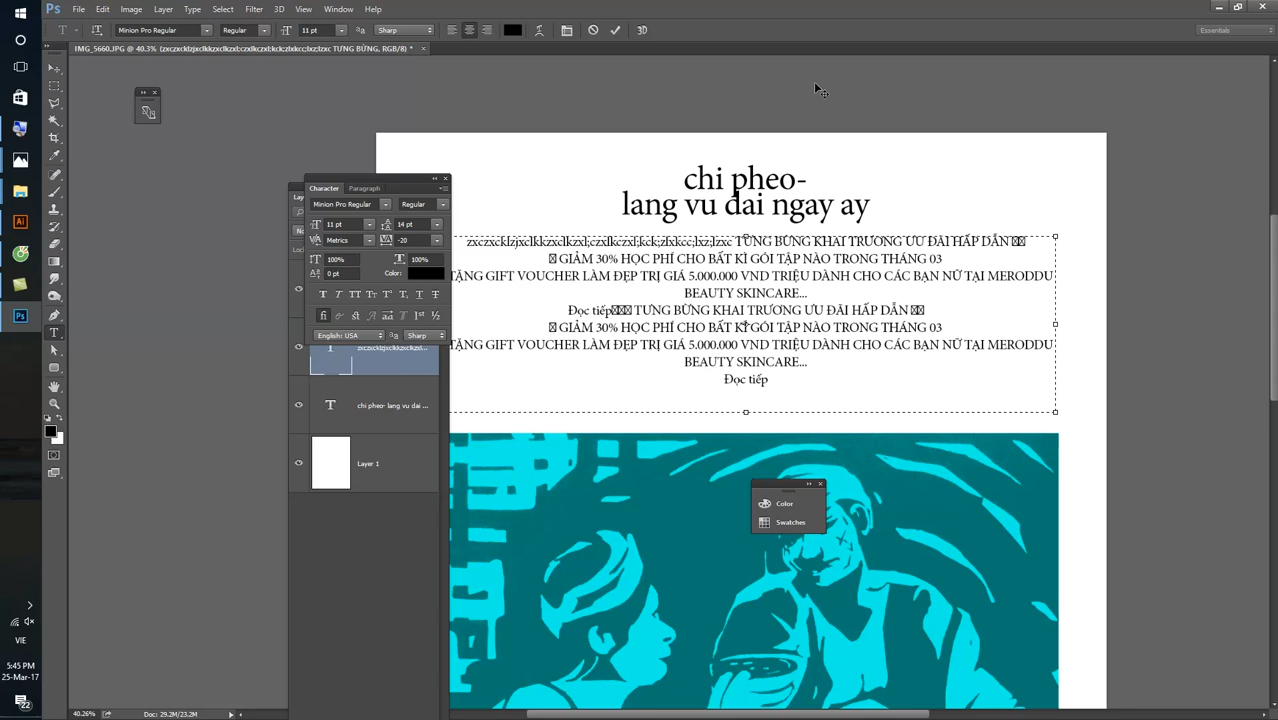 File Edit Image Layer Type Select Filter 3D View Window Help
Minion Pro Regular Regular 11 pt Sharp 3D Essentials
IMG_5660.JPG @ 40.3%
chi pheo-
lang vu dai ngay ay
TƯNG BỪNG KHAI TRƯƠNG ƯU ĐÃI HẤP DẪN
GIẢM 30% HỌC PHÍ CHO BẤT KÌ GÓI TẬP NÀO TRONG THÁNG 03
TẶNG GIFT VOUCHER LÀM ĐẸP TRỊ GIÁ 5.000.000 VND TRIỆU DÀNH CHO CÁC BẠN NỮ TẠI MERODDU
BEAUTY SKINCARE...
Đọc tiếp TƯNG BỪNG KHAI TRƯƠNG ƯU ĐÃI HẤP DẪN
GIẢM 30% HỌC PHÍ CHO BẤT KÌ GÓI TẬP NÀO TRONG THÁNG 03
TẶNG GIFT VOUCHER LÀM ĐẸP TRỊ GIÁ 5.000.000 VND TRIỆU DÀNH CHO CÁC BẠN NỮ TẠI MERODDU
BEAUTY SKINCARE...
Đọc tiếp
Character Paragraph
Minion Pro Regular Regular
11 pt 14 pt
Metrics -20
100% 100%
0 pt Color:
English: USA Sharp
chi pheo- lang vu dai ...
Layer 1
Color
Swatches
VIE
5:45 PM
25-Mar-17
22
40.26% Doc: 29.2M/23.2M